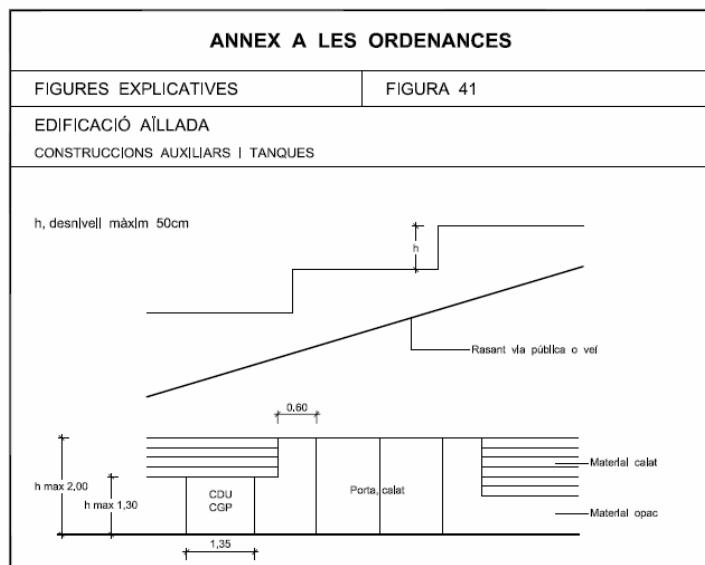 ANNEX A LES ORDENANCES
FIGURES EXPLICATIVES
FIGURA 41
EDIFICACIÓ AÏLLADA
CONSTRUCCIONS AUXILIARS I TANQUES
h, desnivell màxim 50cm
h
Rasant via pública o veí
0.60
h max 2,00
h max 1,30
CDU
CGP
Porta, calat
Material calat
Material opac
1,35